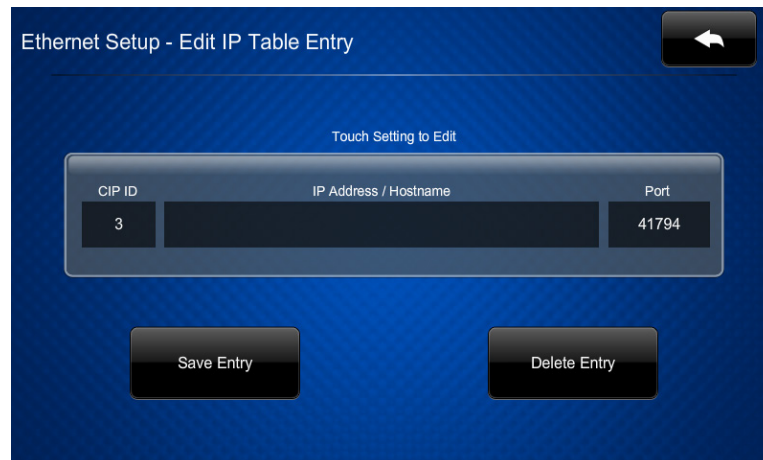 Ethernet Setup - Edit IP Table Entry
Touch Setting to Edit
CIP ID IP Address / Hostname Port
3 41794
Save Entry Delete Entry